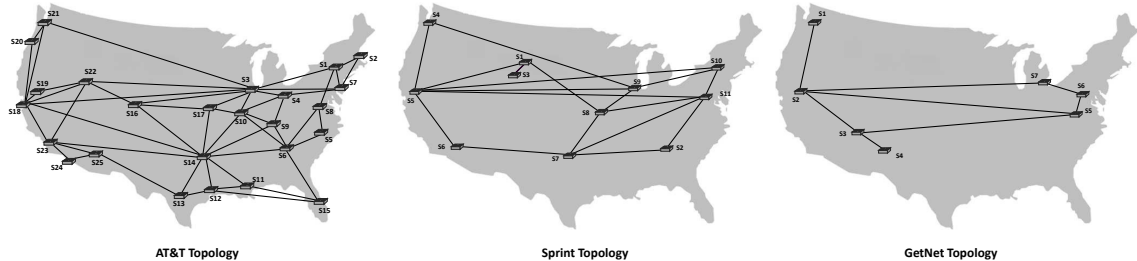 S21
S20
S19
S18
S22
S3
S1
S2
S7
S4
S16
S17
S10
S8
S9
S5
S6
S23
S24
S25
S14
S13
S12
S11
S15
AT&T Topology
S4
S1
S3
S5
S9
S10
S11
S8
S6
S7
S2
Sprint Topology
S1
S2
S7
S6
S5
S3
S4
GetNet Topology